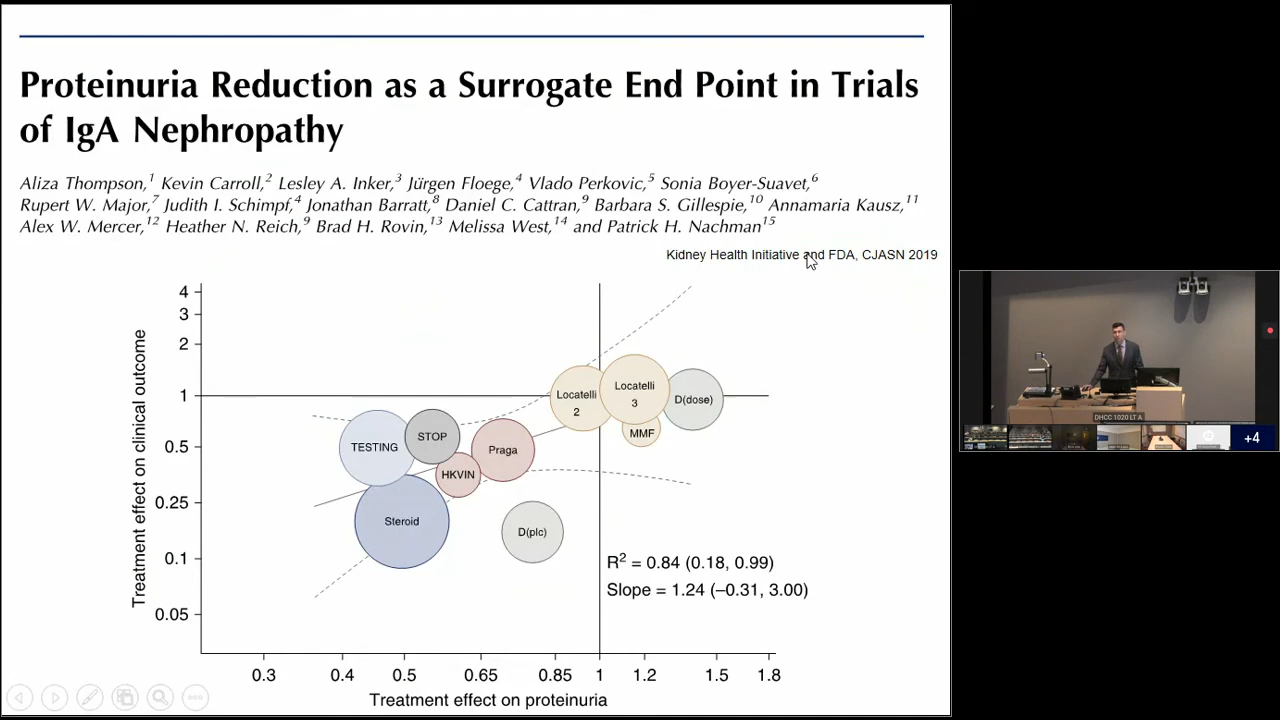 Proteinuria Reduction as a Surrogate End Point in Trials
of IgA Nephropathy
Aliza Thompson,1 Kevin Carroll,2 Lesley A. Inker,3 Jürgen Floege,4 Vlado Perkovic,5 Sonia Boyer-Suavet,6
Rupert W. Major,7 Judith I. Schimpf,4 Jonathan Barratt,8 Daniel C. Cattran,9 Barbara S. Gillespie,10 Annamaria Kausz,11
Alex W. Mercer,12 Heather N. Reich,9 Brad H. Rovin,13 Melissa West,14 and Patrick H. Nachman15
Kidney Health Initiative and FDA, CJASN 2019
Treatment effect on clinical outcome
4
3
2
1
0.5
0.25
0.1
0.05
TESTING
STOP
HKVIN
Steroid
Praga
D(plc)
Locatelli
2
Locatelli
3
MMF
D(dose)
R2 = 0.84 (0.18, 0.99)
Slope = 1.24 (–0.31, 3.00)
0.3
0.4
0.5
0.65
0.85
1
1.2
1.5
1.8
Treatment effect on proteinuria
DHCC 1020 LT A
+4